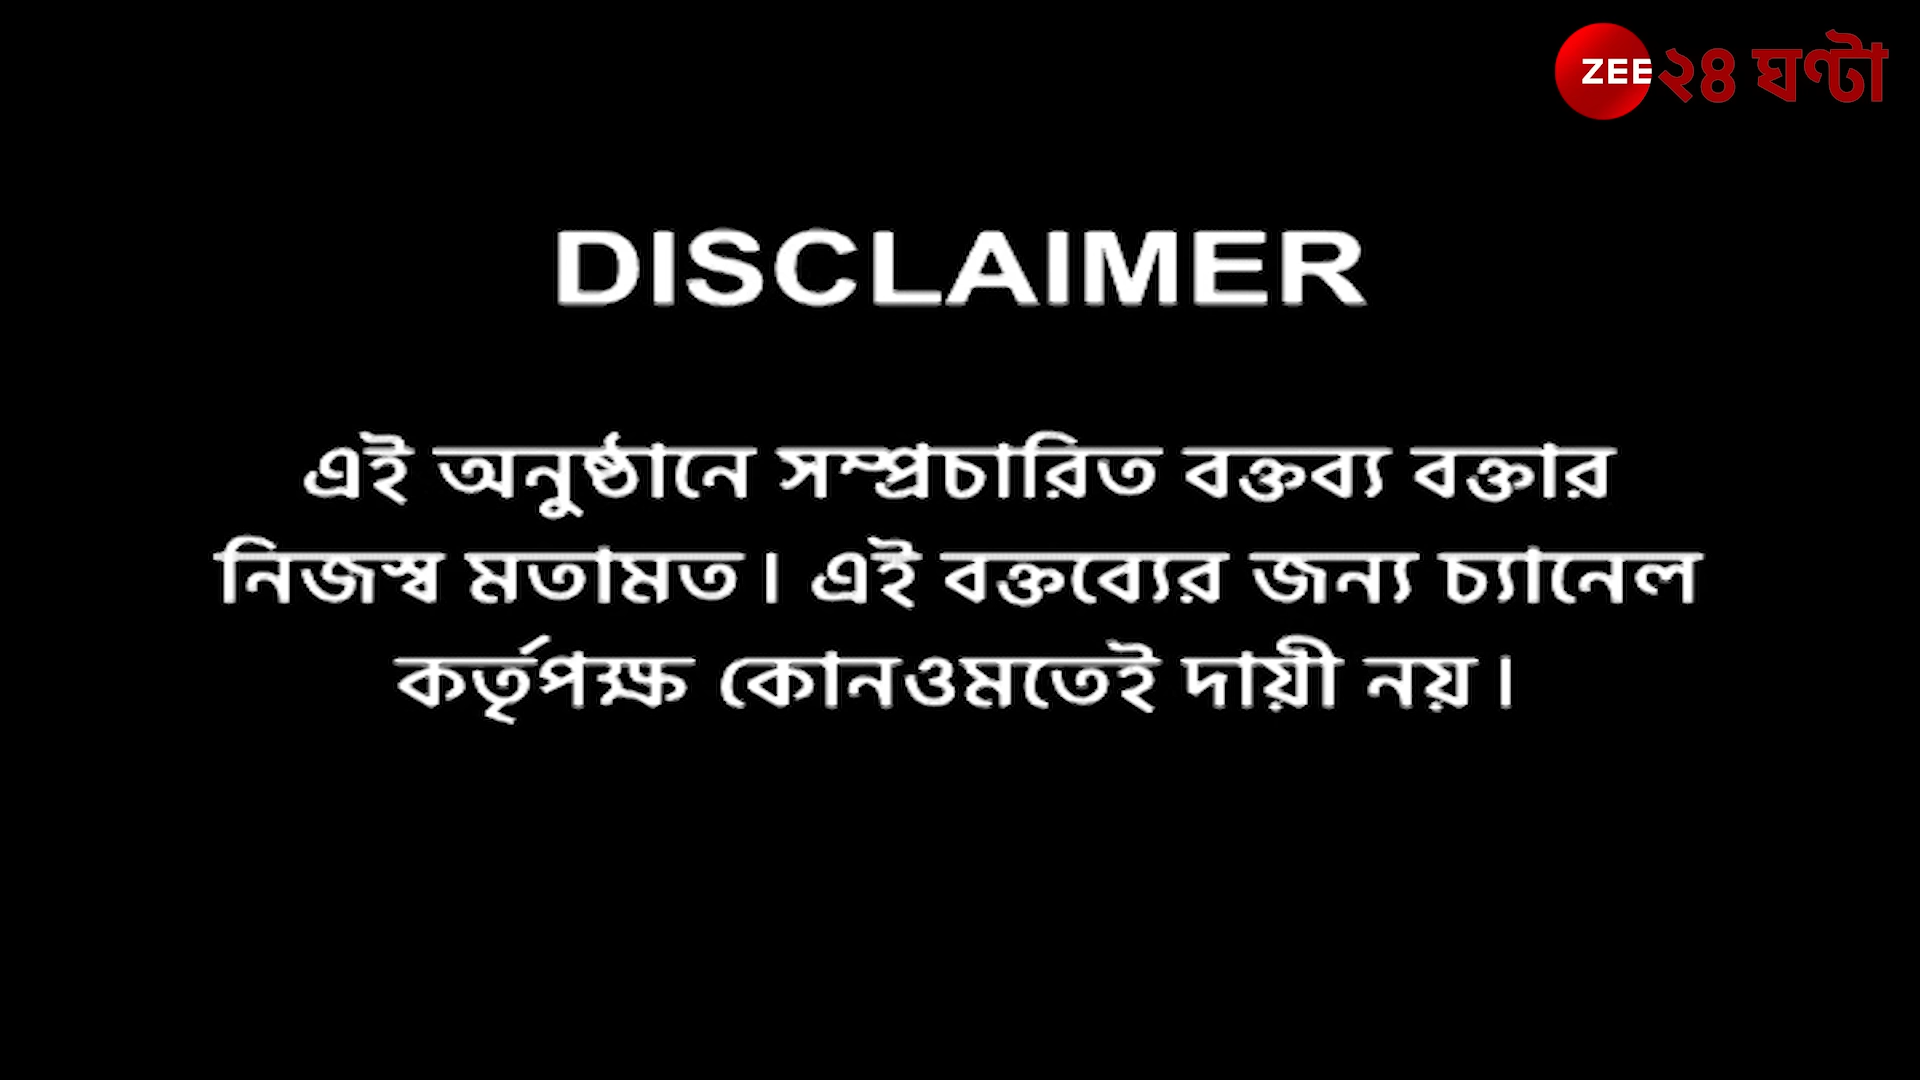 ZEE ২৪ ঘণ্টা
DISCLAIMER
এই অনুষ্ঠানে সম্প্রচারিত বক্তব্য বক্তার
নিজস্ব মতামত। এই বক্তব্যের জন্য চ্যানেল
কর্তৃপক্ষ কোনওমতেই দায়ী নয়।